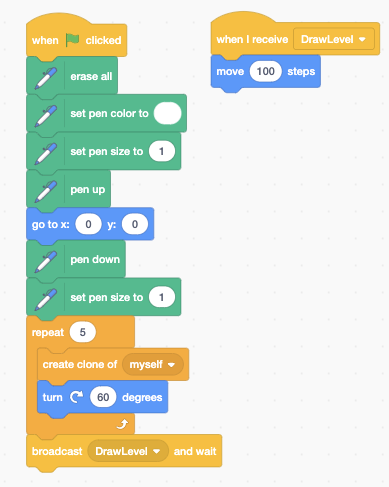 when clicked
erase all
set pen color to
set pen size to 1
pen up
go to x: 0 y: 0
pen down
set pen size to 1
repeat 5
create clone of myself
turn 60 degrees
broadcast DrawLevel and wait
when I receive DrawLevel
move 100 steps